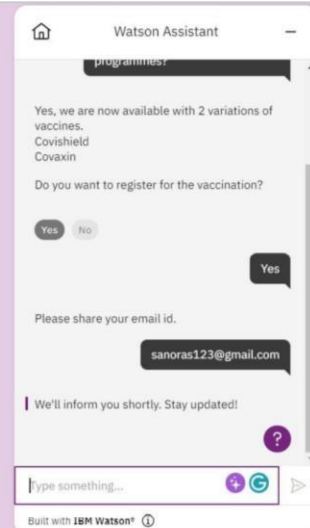 Watson Assistant
programmes?
Yes, we are now available with 2 variations of
vaccines.
Covishield
Covaxin
Do you want to register for the vaccination?
Yes No
Yes
Please share your email id.
sanoras123@gmail.com
We'll inform you shortly. Stay updated!
?
Type something...
Built with IBM Watson®